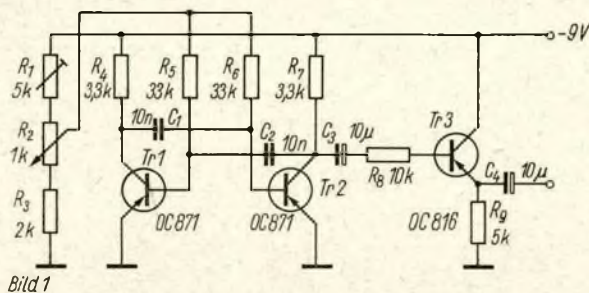 -9V
R1
5k
R2
1k
R3
2k
R4
3,3k
R5
33k
R6
33k
R7
3,3k
10n
C1
C2
10n
C3
10µ
R8 10k
Tr1
OC871
OC871
Tr2
Tr3
OC816
C4
10µ
R9
5k
Bild 1